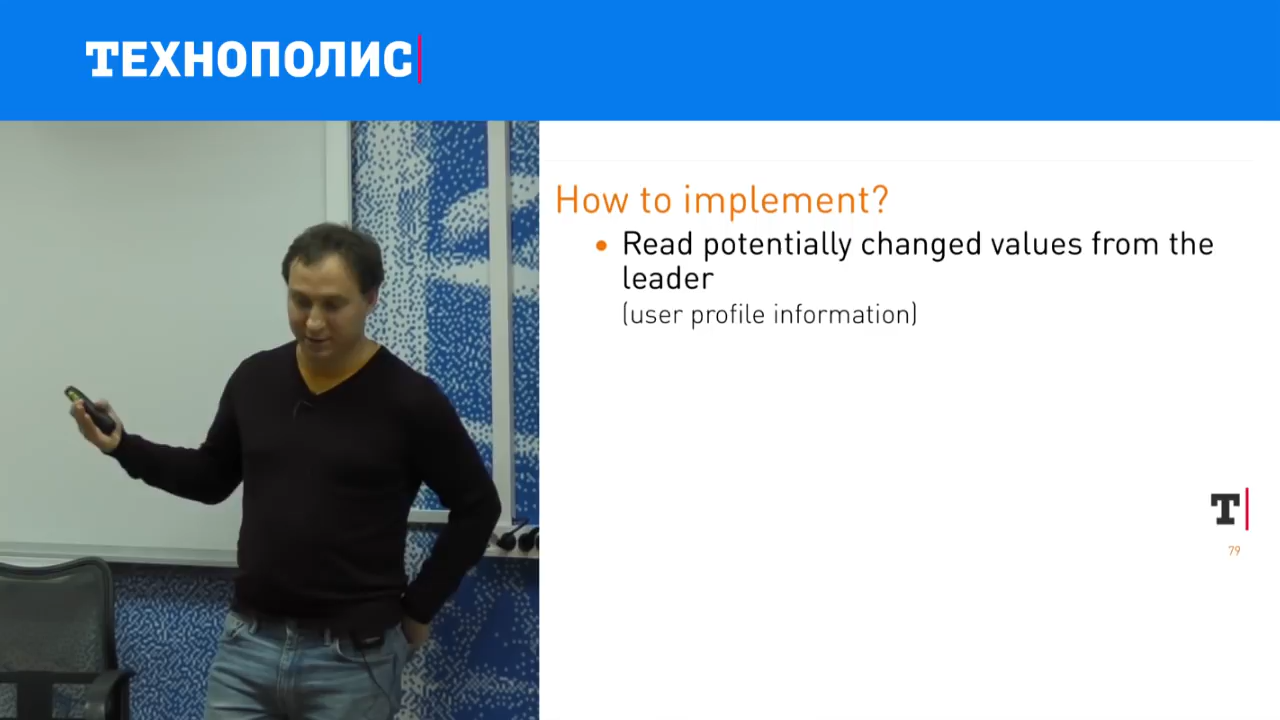 ТЕХНОПОЛИС
How to implement?
• Read potentially changed values from the
leader
(user profile information)
T
79